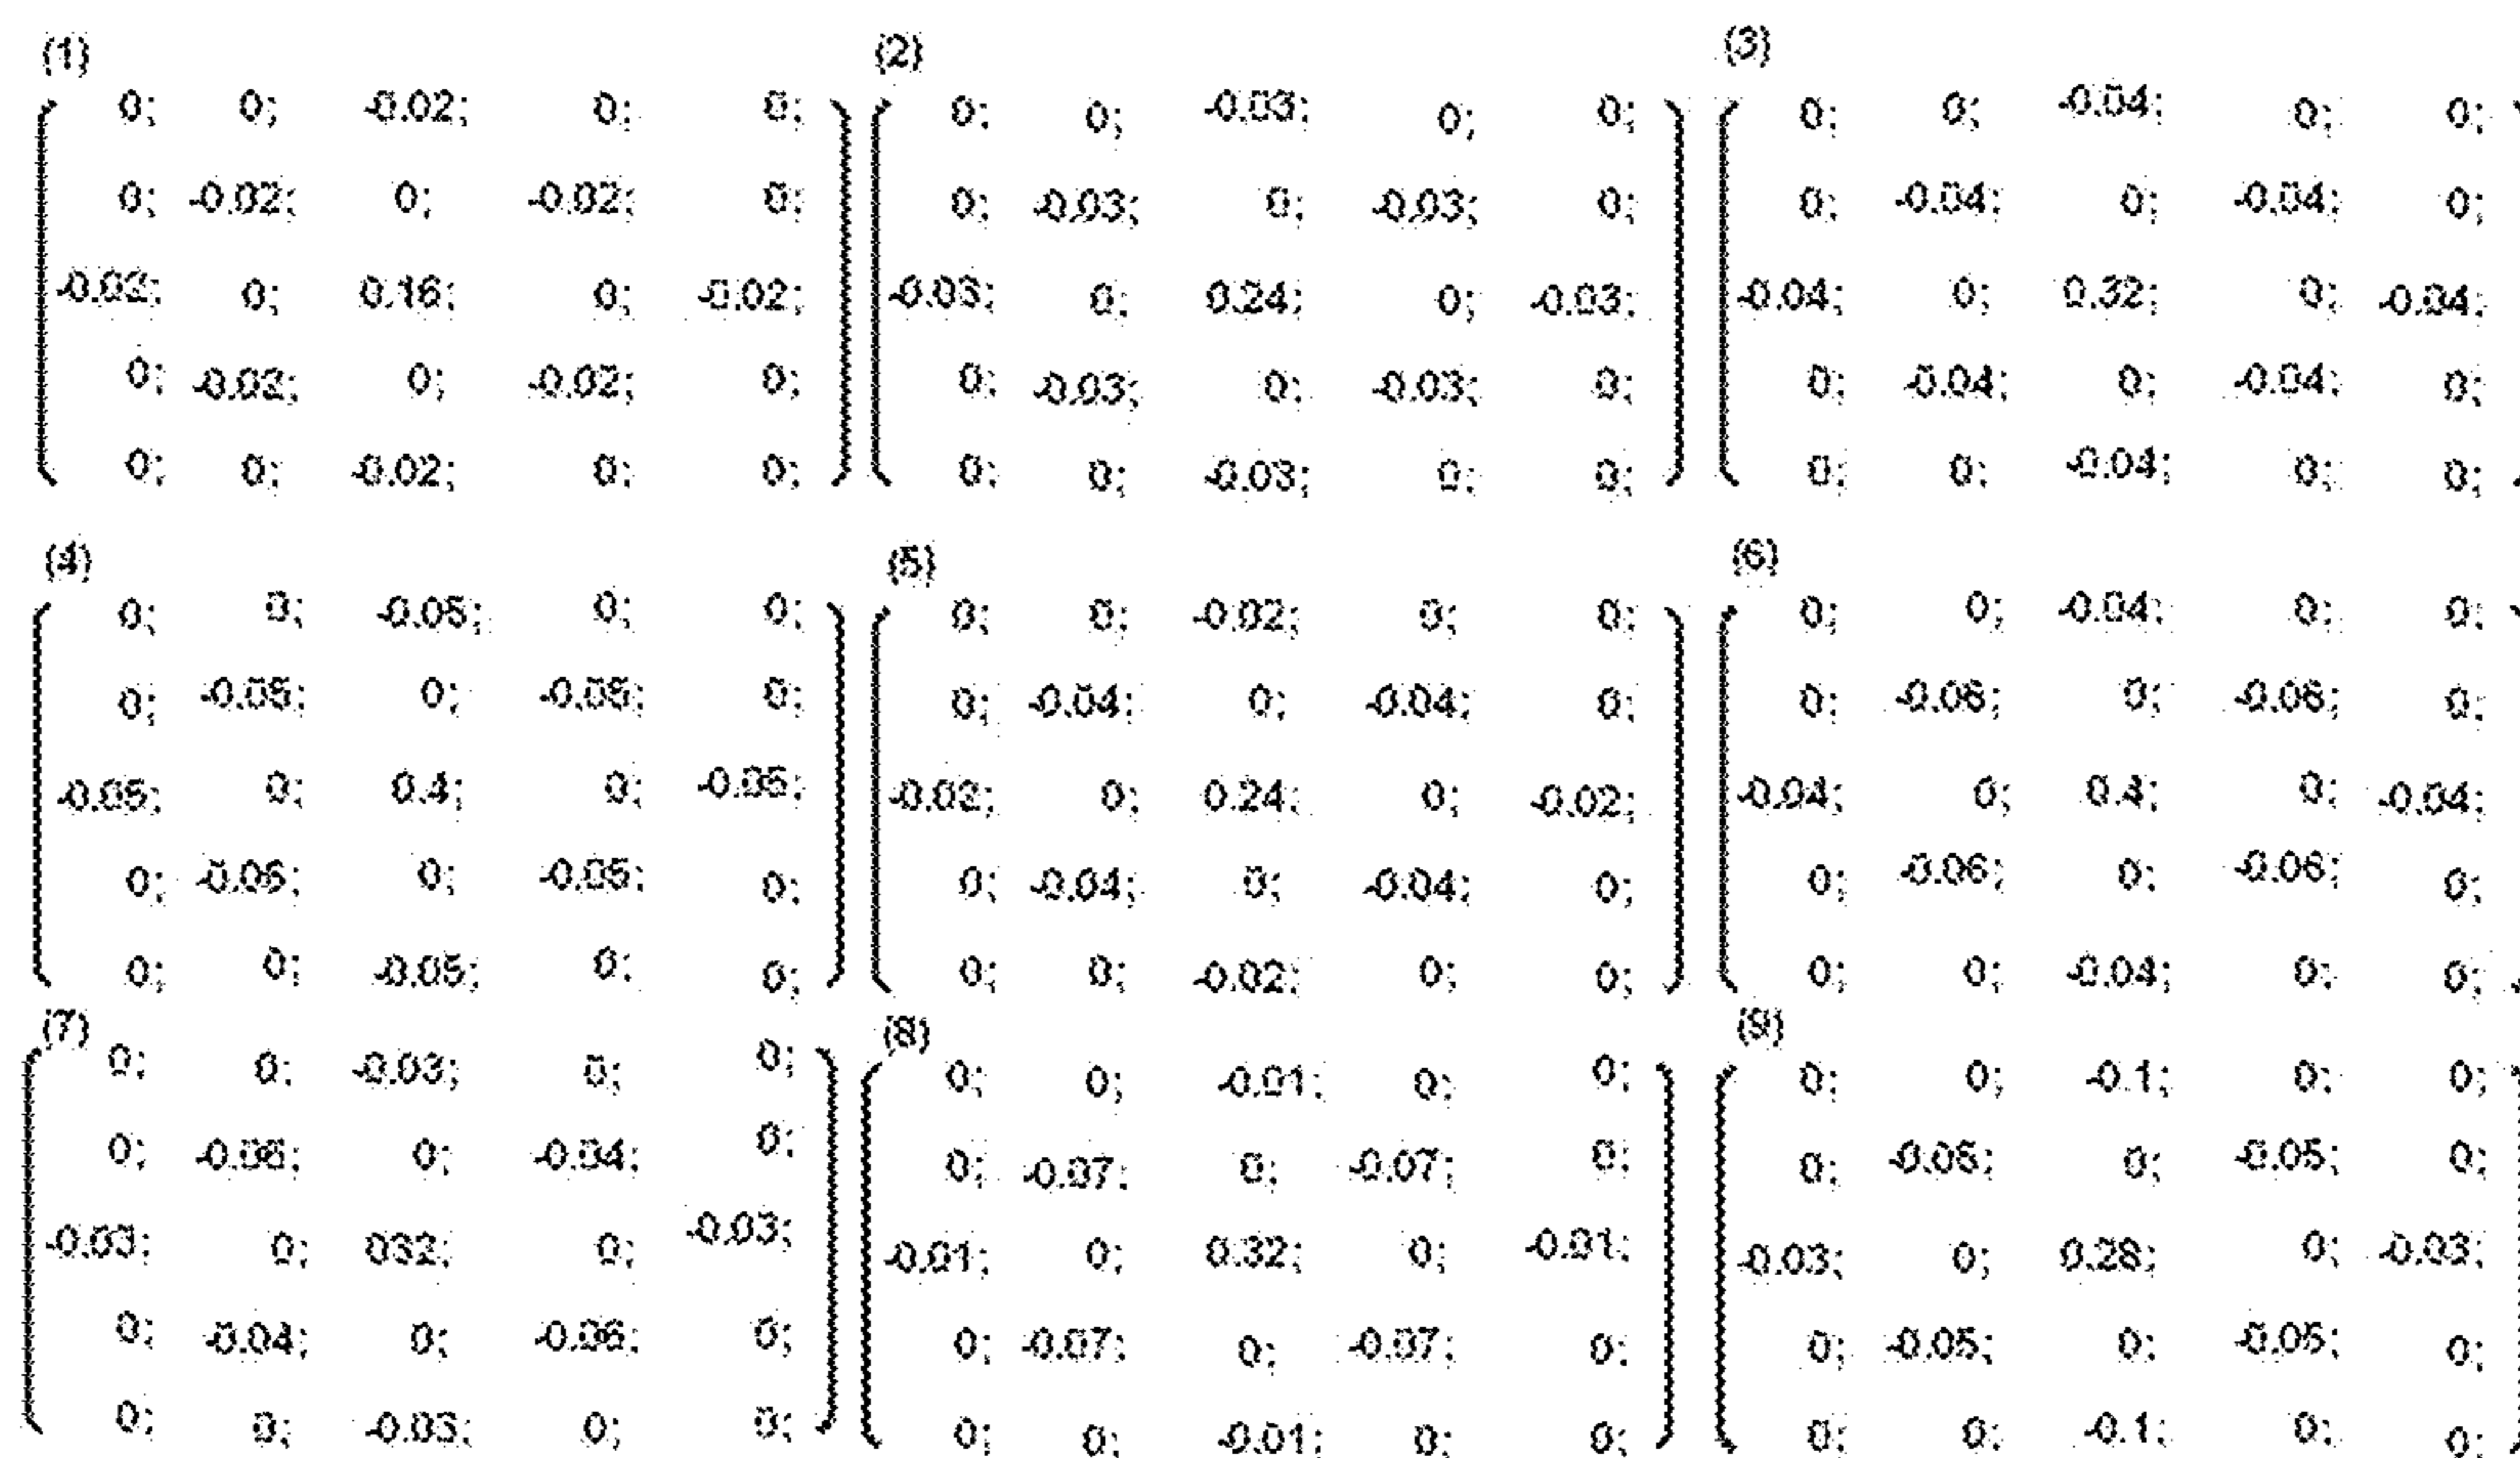 (1) (2) (3)
0; 0; -0.02; 0; 0; 0; 0; -0.03; 0; 0; 0; 0; -0.04; 0; 0;
0; -0.02; 0; -0.02; 0; 0; -0.03; 0; -0.03; 0; 0; -0.04; 0; -0.04; 0;
-0.02; 0; 0.16; 0; -0.02; -0.03; 0; 0.24; 0; -0.03; -0.04; 0; 0.32; 0; -0.04;
0; -0.02; 0; -0.02; 0; 0; -0.03; 0; -0.03; 0; 0; -0.04; 0; -0.04; 0;
0; 0; -0.02; 0; 0; 0; 0; -0.03; 0; 0; 0; 0; -0.04; 0; 0;
(4) (5) (6)
0; 0; -0.05; 0; 0; 0; 0; -0.02; 0; 0; 0; 0; -0.04; 0; 0;
0; -0.05; 0; -0.05; 0; 0; -0.04; 0; -0.04; 0; 0; -0.06; 0; -0.06; 0;
-0.05; 0; 0.4; 0; -0.05; -0.02; 0; 0.24; 0; -0.02; -0.04; 0; 0.4; 0; -0.04;
0; -0.05; 0; -0.05; 0; 0; -0.04; 0; -0.04; 0; 0; -0.06; 0; -0.06; 0;
0; 0; -0.05; 0; 0; 0; 0; -0.02; 0; 0; 0; 0; -0.04; 0; 0;
(7) (8) (9)
0; 0; -0.03; 0; 0; 0; 0; -0.01; 0; 0; 0; 0; -0.1; 0; 0;
0; -0.06; 0; -0.04; 0; 0; -0.07; 0; -0.07; 0; 0; -0.05; 0; -0.05; 0;
-0.03; 0; 032; 0; -0.03; -0.01; 0; 0.32; 0; -0.01; -0.03; 0; 0.28; 0; -0.03;
0; -0.04; 0; -0.06; 0; 0; -0.07; 0; -0.07; 0; 0; -0.05; 0; -0.05; 0;
0; 0; -0.03; 0; 0; 0; 0; -0.01; 0; 0; 0; 0; -0.1; 0; 0;